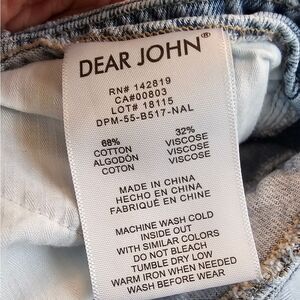 DEAR JOHN®
RN# 142819
CA#00803
LOT# 18115
DPM-55-B517-NAL
68% 32%
COTTON VISCOSE
ALGODÓN VISCOSE
COTON VISCOSE
MADE IN CHINA
HECHO EN CHINA
FABRIQUÉ EN CHINE
MACHINE WASH COLD
INSIDE OUT
WITH SIMILAR COLORS
DO NOT BLEACH
TUMBLE DRY LOW
WARM IRON WHEN NEEDED
WASH BEFORE WEAR